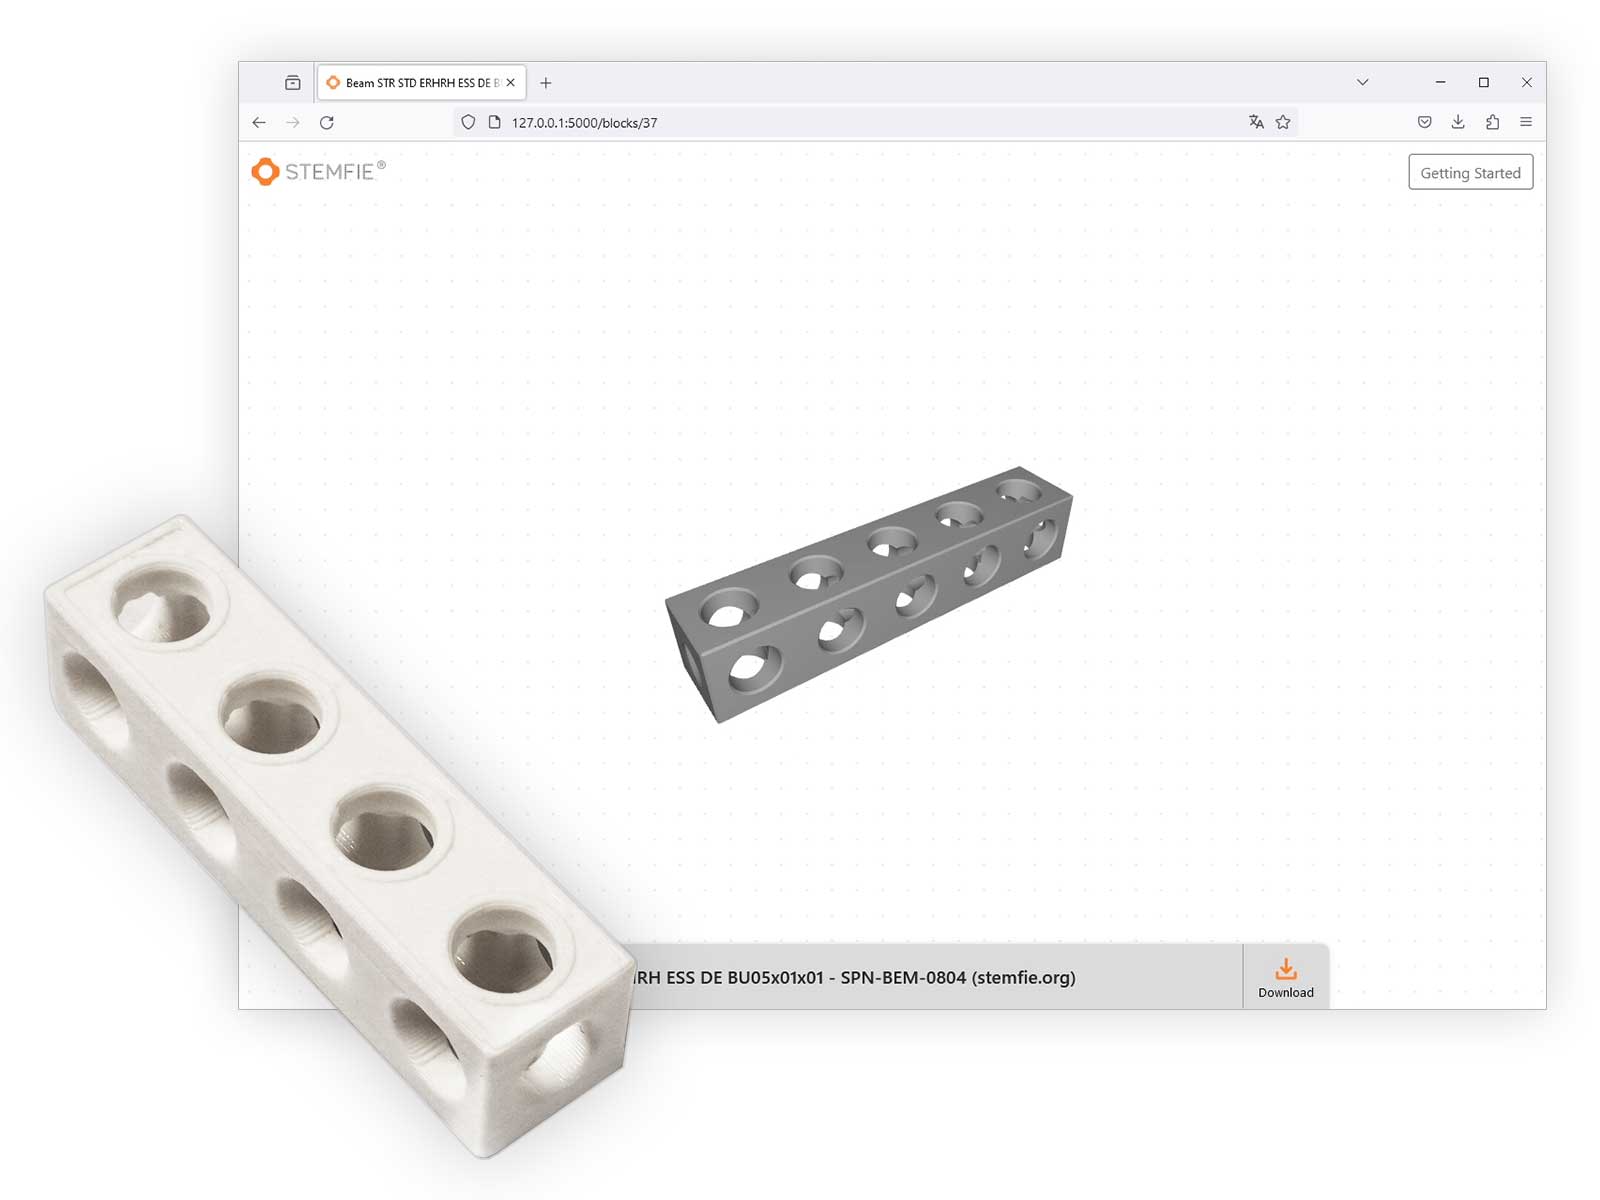 Beam STR STD ERHRH ESS DE B
127.0.0.1:5000/blocks/37
STEMFIE®
Getting Started
RH ESS DE BU05x01x01 - SPN-BEM-0804 (stemfie.org)
Download